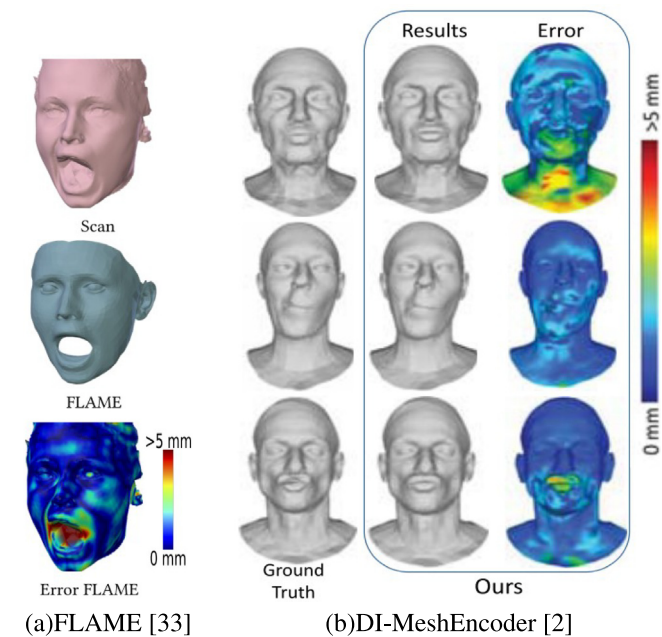 Results Error
Scan
FLAME
>5 mm
0 mm
Error FLAME
>5 mm
0 mm
Ground
Truth
Ours
(a)FLAME [33]
(b)DI-MeshEncoder [2]